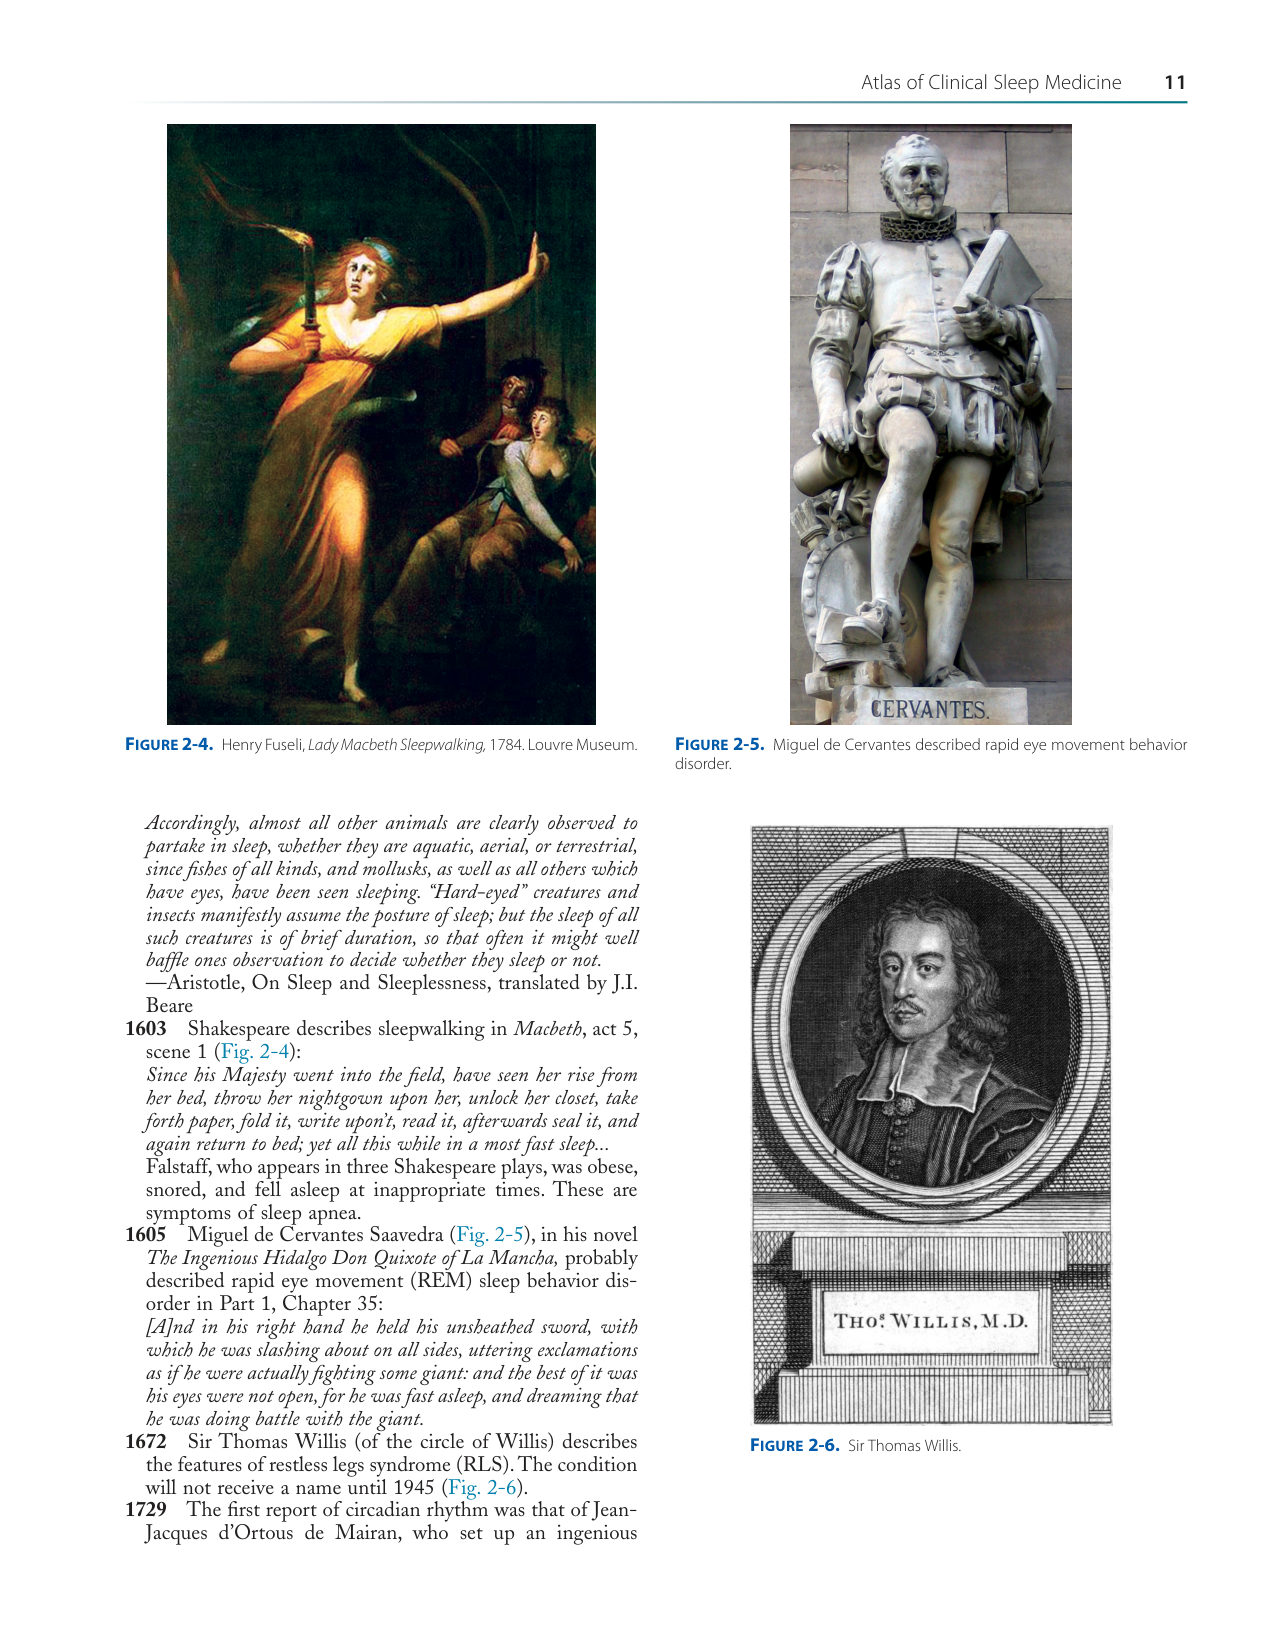 Atlas of Clinical Sleep Medicine 11
CERVANTES.
FIGURE 2-4. Henry Fuseli, Lady Macbeth Sleepwalking, 1784. Louvre Museum.
FIGURE 2-5. Miguel de Cervantes described rapid eye movement behavior
disorder.
Accordingly, almost all other animals are clearly observed to
partake in sleep, whether they are aquatic, aerial, or terrestrial,
since fishes of all kinds, and mollusks, as well as all others which
have eyes, have been seen sleeping. “Hard-eyed” creatures and
insects manifestly assume the posture of sleep; but the sleep of all
such creatures is of brief duration, so that often it might well
baffle ones observation to decide whether they sleep or not.
—Aristotle, On Sleep and Sleeplessness, translated by J.I.
Beare
1603 Shakespeare describes sleepwalking in Macbeth, act 5,
scene 1 (Fig. 2-4):
Since his Majesty went into the field, have seen her rise from
her bed, throw her nightgown upon her, unlock her closet, take
forth paper, fold it, write upon’t, read it, afterwards seal it, and
again return to bed; yet all this while in a most fast sleep...
Falstaff, who appears in three Shakespeare plays, was obese,
snored, and fell asleep at inappropriate times. These are
symptoms of sleep apnea.
1605 Miguel de Cervantes Saavedra (Fig. 2-5), in his novel
The Ingenious Hidalgo Don Quixote of La Mancha, probably
described rapid eye movement (REM) sleep behavior dis-
order in Part 1, Chapter 35:
[A]nd in his right hand he held his unsheathed sword, with
which he was slashing about on all sides, uttering exclamations
as if he were actually fighting some giant: and the best of it was
his eyes were not open, for he was fast asleep, and dreaming that
he was doing battle with the giant.
1672 Sir Thomas Willis (of the circle of Willis) describes
the features of restless legs syndrome (RLS). The condition
will not receive a name until 1945 (Fig. 2-6).
1729 The first report of circadian rhythm was that of Jean-
Jacques d’Ortous de Mairan, who set up an ingenious
THOS. WILLIS, M.D.
FIGURE 2-6. Sir Thomas Willis.